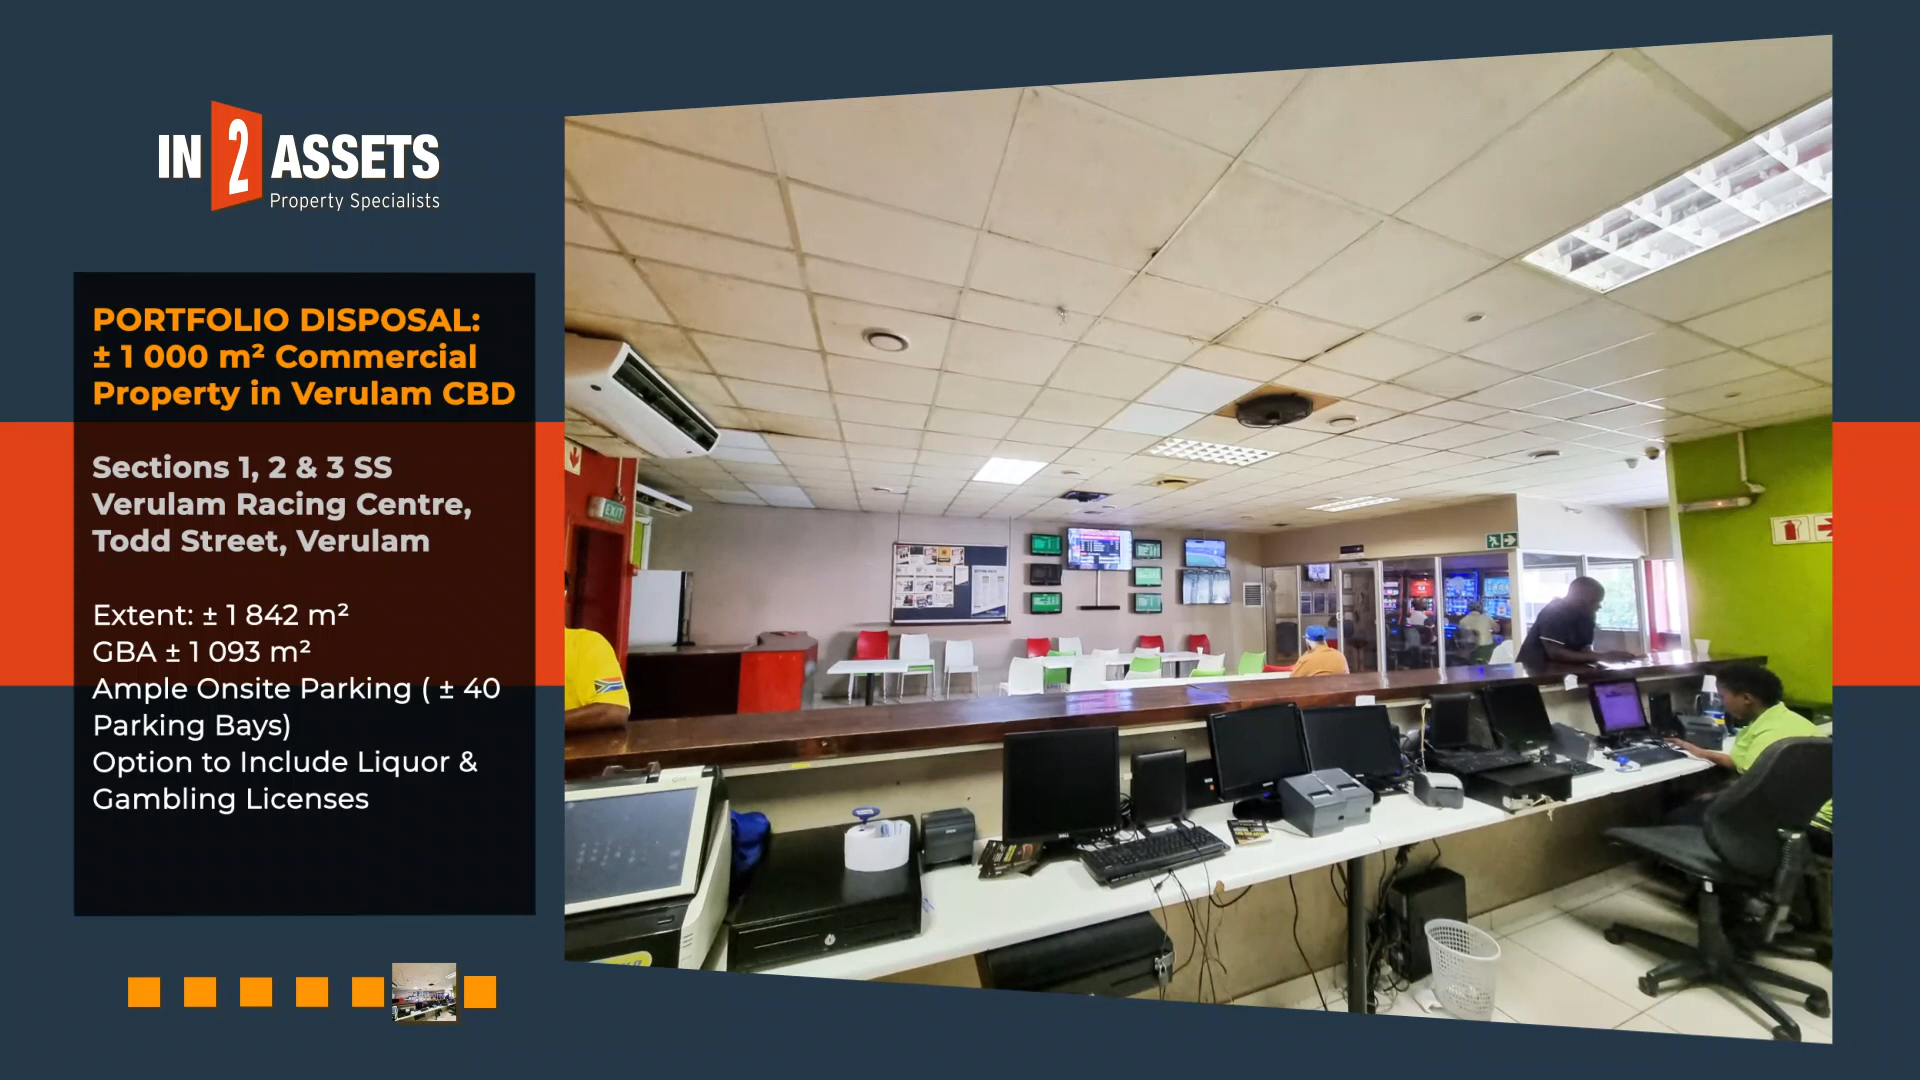 IN 2 ASSETS
Property Specialists
PORTFOLIO DISPOSAL:
± 1 000 m² Commercial
Property in Verulam CBD
Sections 1, 2 & 3 SS
Verulam Racing Centre,
Todd Street, Verulam
Extent: ± 1 842 m²
GBA ± 1 093 m²
Ample Onsite Parking ( ± 40
Parking Bays)
Option to Include Liquor &
Gambling Licenses
EXIT